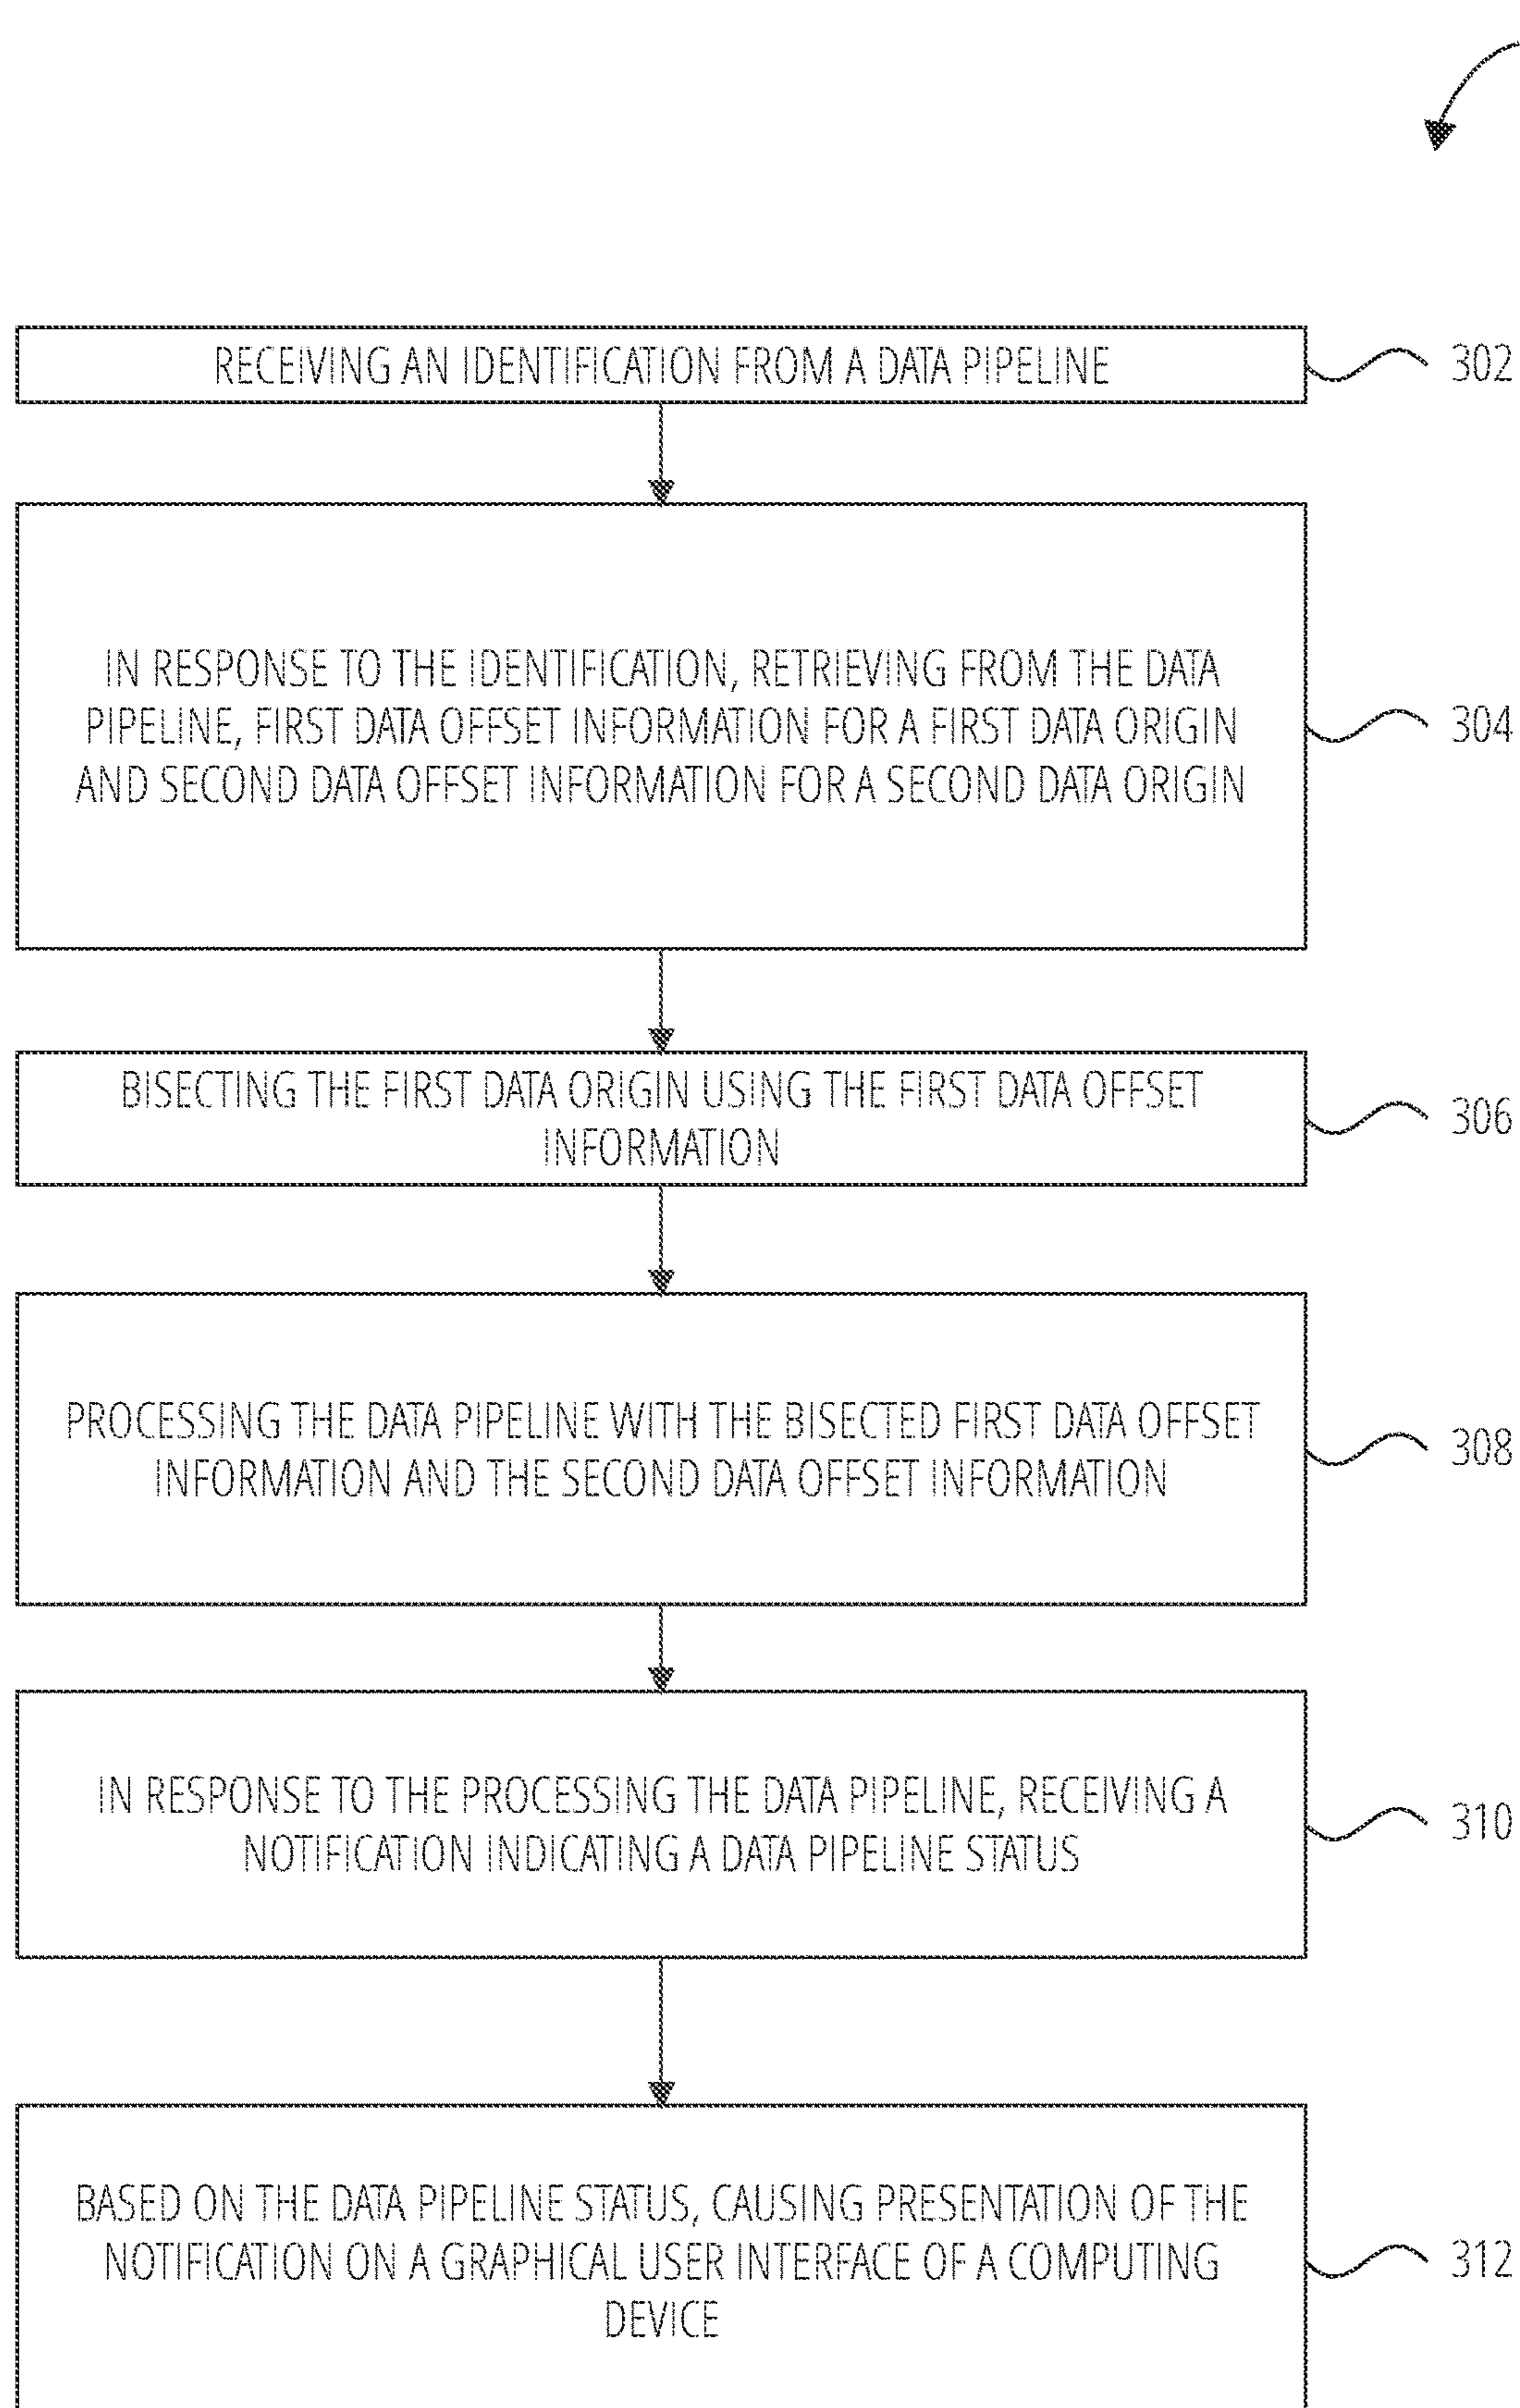 RECEIVING AN IDENTIFICATION FROM A DATA PIPELINE
302
IN RESPONSE TO THE IDENTIFICATION, RETRIEVING FROM THE DATA
PIPELINE, FIRST DATA OFFSET INFORMATION FOR A FIRST DATA ORIGIN
AND SECOND DATA OFFSET INFORMATION FOR A SECOND DATA ORIGIN
304
BISECTING THE FIRST DATA ORIGIN USING THE FIRST DATA OFFSET
INFORMATION
306
PROCESSING THE DATA PIPELINE WITH THE BISECTED FIRST DATA OFFSET
INFORMATION AND THE SECOND DATA OFFSET INFORMATION
308
IN RESPONSE TO THE PROCESSING THE DATA PIPELINE, RECEIVING A
NOTIFICATION INDICATING A DATA PIPELINE STATUS
310
BASED ON THE DATA PIPELINE STATUS, CAUSING PRESENTATION OF THE
NOTIFICATION ON A GRAPHICAL USER INTERFACE OF A COMPUTING
DEVICE
312